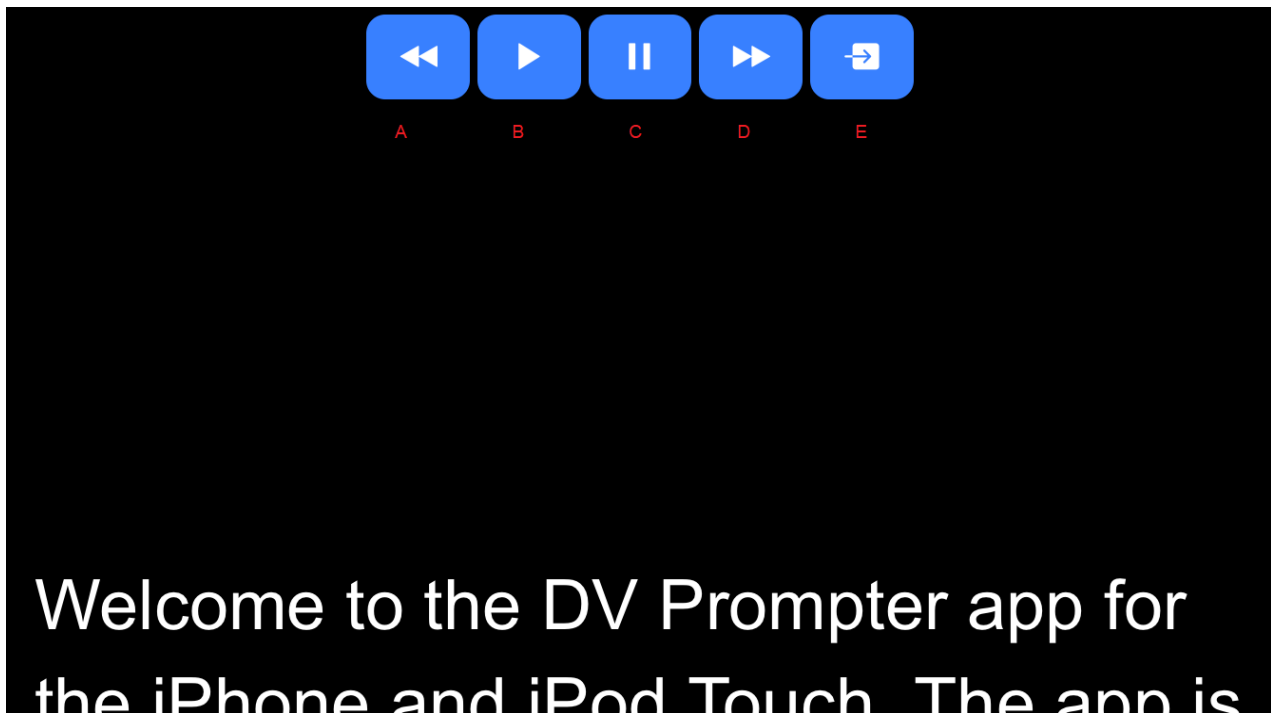 A B C D E
Welcome to the DV Prompter app for
the iPhone and iPod Touch. The app is